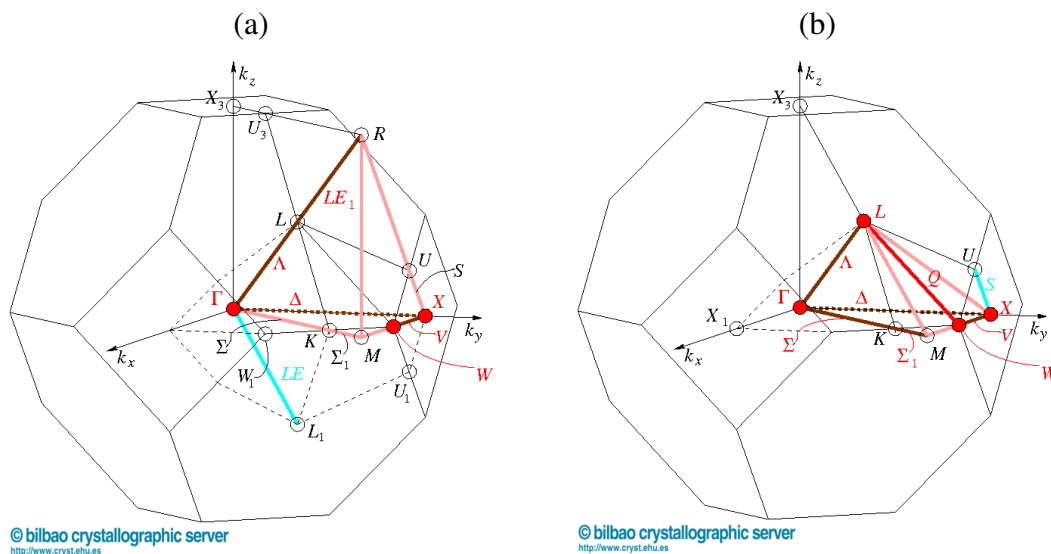 (a)
k_z
X_3
U_3
R
LE_1
L
Λ
U
S
Γ
Δ
X
k_y
Σ
K
Σ_1
M
V
k_x
W_1
LE
W
U_1
L_1
© bilbao crystallographic server
http://www.cryst.ehu.es
(b)
k_z
X_3
L
U
Λ
Q
S
Γ
Δ
X
k_y
X_1
Σ
K
Σ_1
M
V
k_x
W
© bilbao crystallographic server
http://www.cryst.ehu.es